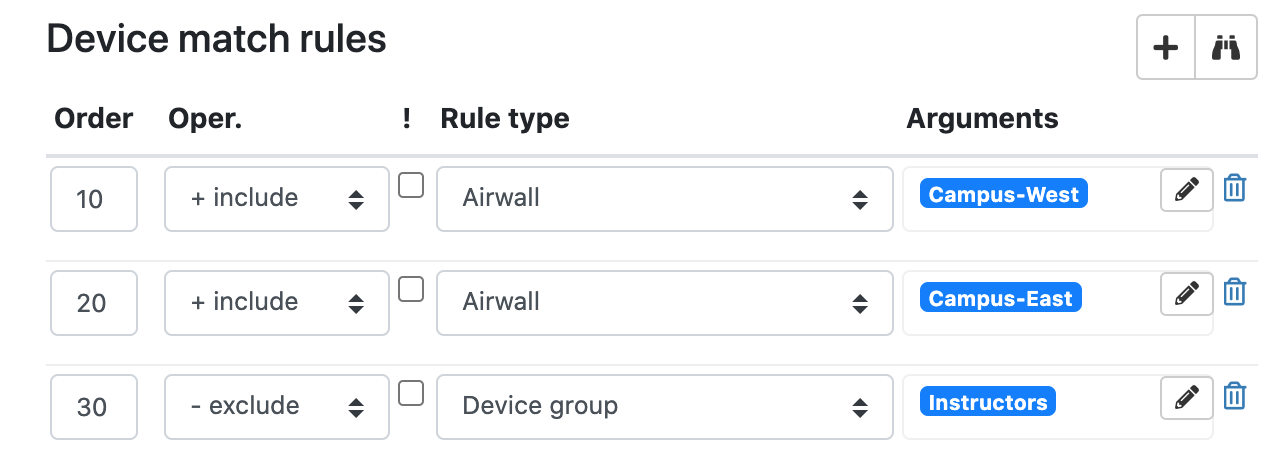 Device match rules
Order Oper. ! Rule type Arguments
10 + include Airwall Campus-West
20 + include Airwall Campus-East
30 - exclude Device group Instructors